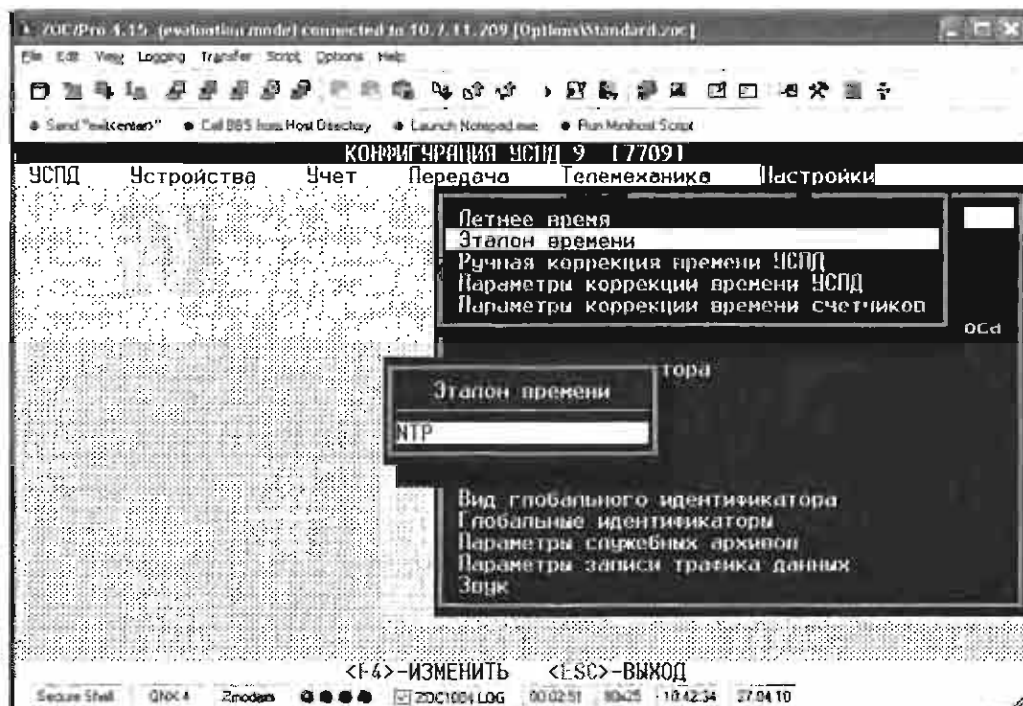 ZOC/Pro 4.15 (evaluation mode) connected to 10.7.11.209 [Options\Standard.zoc]
File Edit View Logging Transfer Script Options Help
Send "exit<enter>" Call BBS from Host Directory Launch Notepad.exe Run Minihost Script
КОНФИГУРАЦИЯ УСПД 9 [7709]
УСПД Устройства Учет Передача Телемеханика Настройки
Летнее время
Эталон времени
Ручная коррекция времени УСПД
Параметры коррекции времени УСПД
Параметры коррекции времени счетчиков
оса
тора
Эталон времени
NTP
Вид глобального идентификатора
Глобальные идентификаторы
Параметры служебных архивов
Параметры записи трафика данных
Звук
<F4>-ИЗМЕНИТЬ <ESC>-ВЫХОД
Secure Shell QNX4 Zmodem ZOC1004.LOG 00:02:51 80x25 10:42:34 27.04.10